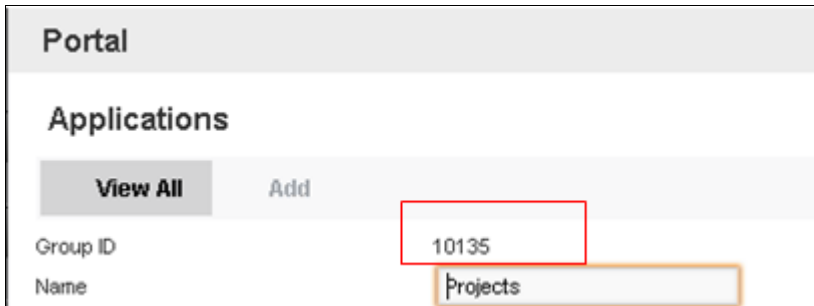 Portal
Applications
View All Add
Group ID 10135
Name Projects